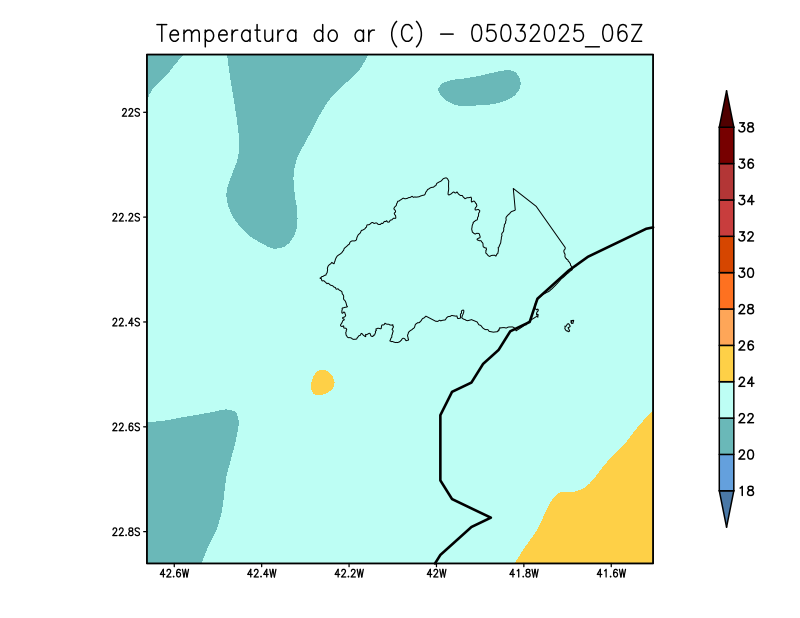 Temperatura do ar (C) - 05032025_06Z
22S
22.2S
22.4S
22.6S
22.8S
42.6W
42.4W
42.2W
42W
41.8W
41.6W
38
36
34
32
30
28
26
24
22
20
18